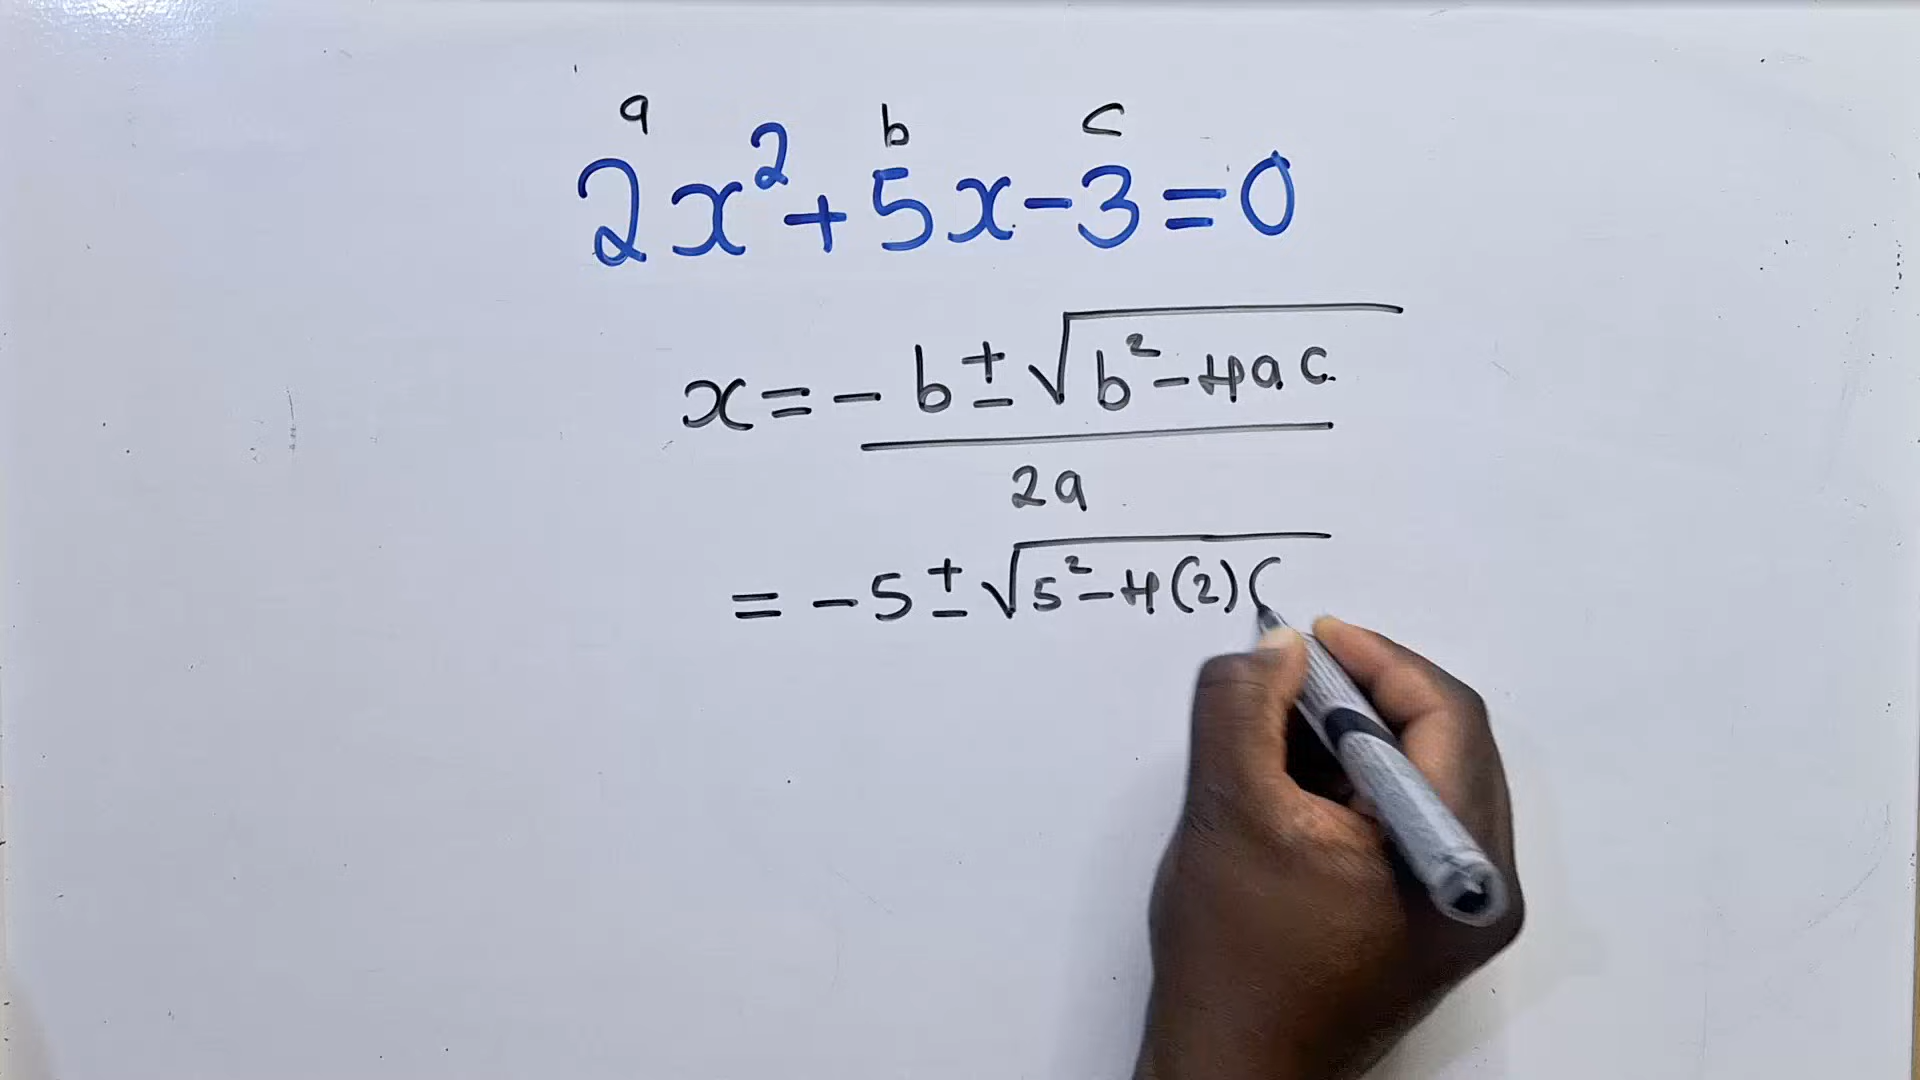 a b c
2x²+5x-3=0
x=-b±√b²-4ac
2a
=-5±√5²-4(2)(